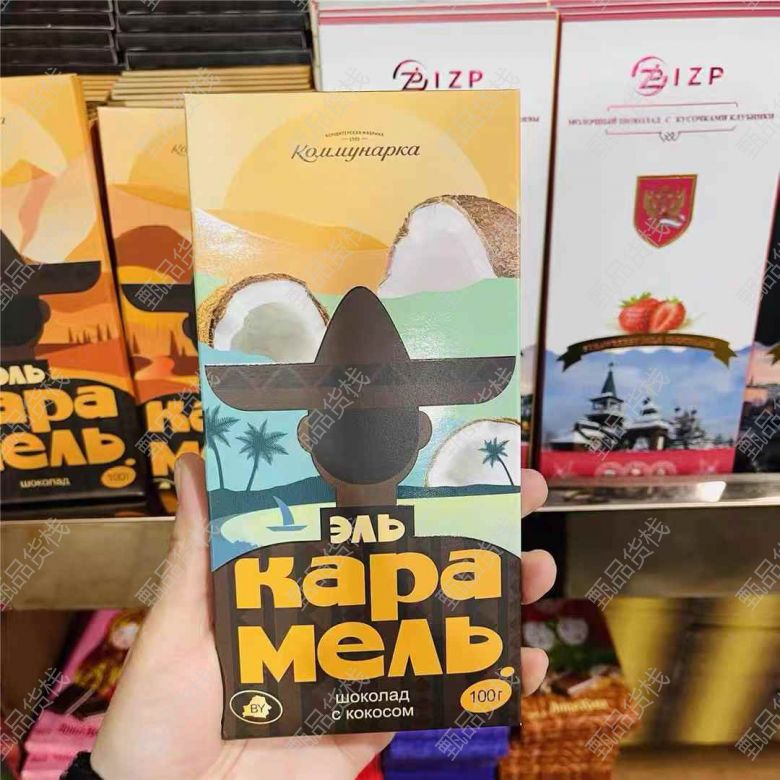 КОНДИТЕРСКАЯ ФАБРИКА
1905
Коммунарка
ЭЛЬ
Кара
мель.
шоколад
с кокосом
100г
BY
ЭЛЬ
Кара
мель.
шоколад
100г
IZP
IZP
МОЛОЧНЫЙ ШОКОЛАД С КУСОЧКАМИ КЛУБНИКИ
甄品货栈